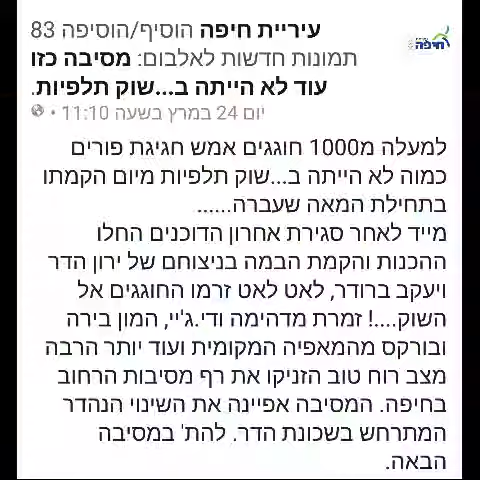 עיריית חיפה הוסיף/הוסיפה 83
תמונות חדשות לאלבום: מסיבה כזו
עוד לא הייתה ב...שוק תלפיות.
יום 24 במרץ בשעה 11:10 •
למעלה מ1000 חוגגים אמש חגיגת פורים
כמוה לא הייתה ב...שוק תלפיות מיום הקמתו
בתחילת המאה שעברה......
מייד לאחר סגירת אחרון הדוכנים החלו
ההכנות והקמת הבמה בניצוחם של ירון הדר
ויעקב ברודר, לאט לאט זרמו החוגגים אל
השוק....! זמרת מדהימה ודי.ג'יי, המון בירה
ובורקס מהמאפיה המקומית ועוד יותר הרבה
מצב רוח טוב הזניקו את רף מסיבות הרחוב
בחיפה. המסיבה אפיינה את השינוי הנהדר
המתרחש בשכונת הדר. להת' במסיבה
הבאה.
חיפה